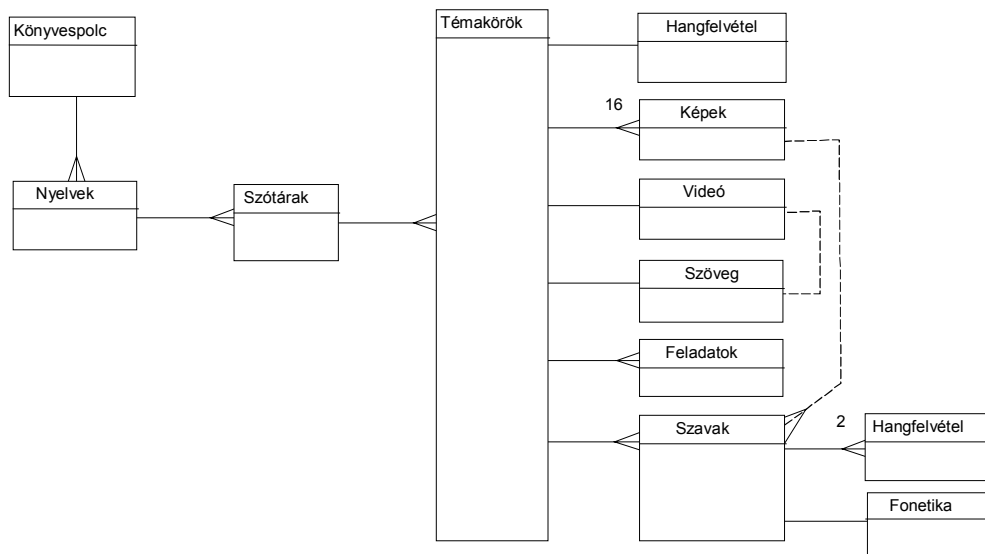 Könyvespolc
Nyelvek
Szótárak
Témakörök
Hangfelvétel
16
Képek
Videó
Szöveg
Feladatok
Szavak
2
Hangfelvétel
Fonetika